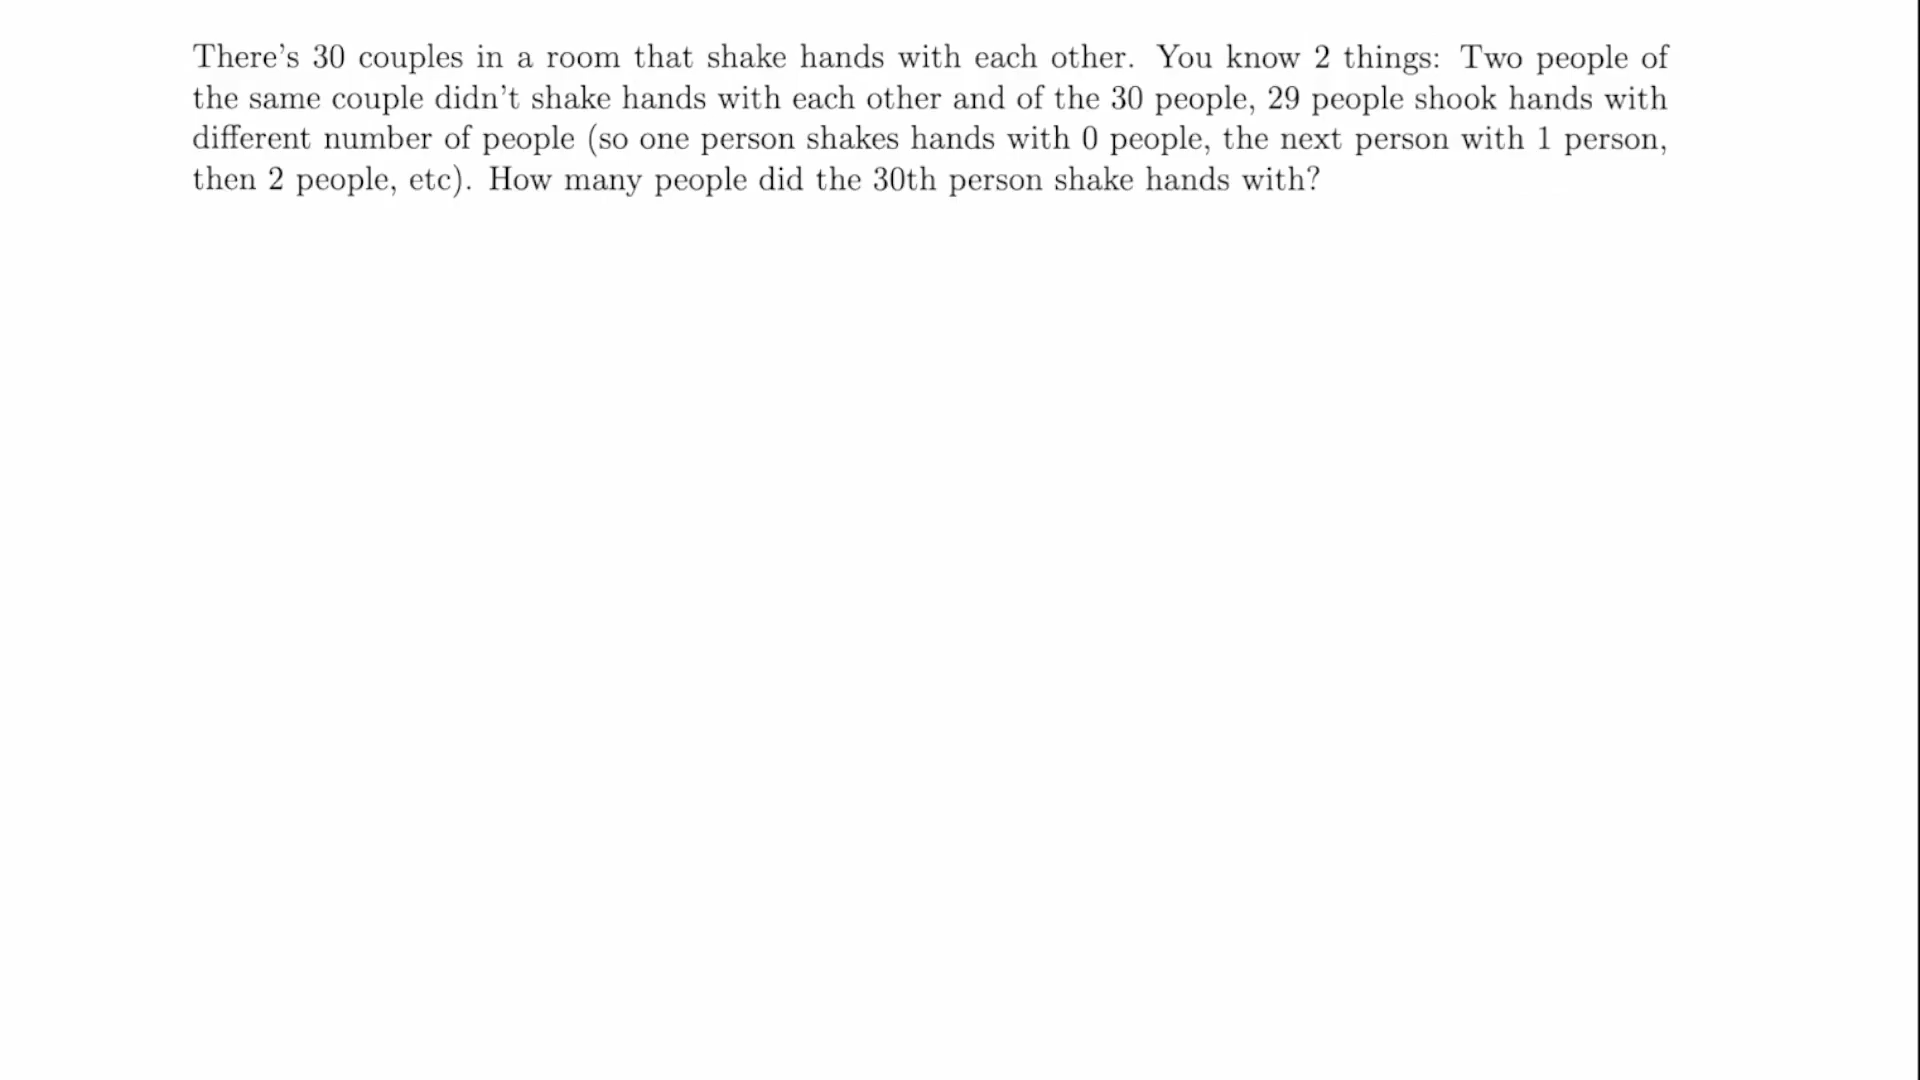 There's 30 couples in a room that shake hands with each other. You know 2 things: Two people of
the same couple didn't shake hands with each other and of the 30 people, 29 people shook hands with
different number of people (so one person shakes hands with 0 people, the next person with 1 person,
then 2 people, etc). How many people did the 30th person shake hands with?